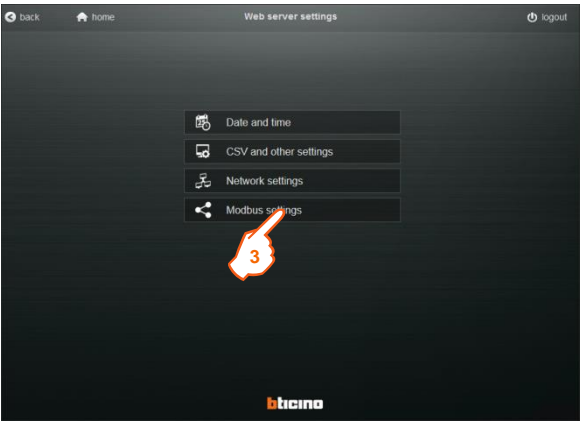 back home Web server settings logout
Date and time
CSV and other settings
Network settings
Modbus settings
3
bticino